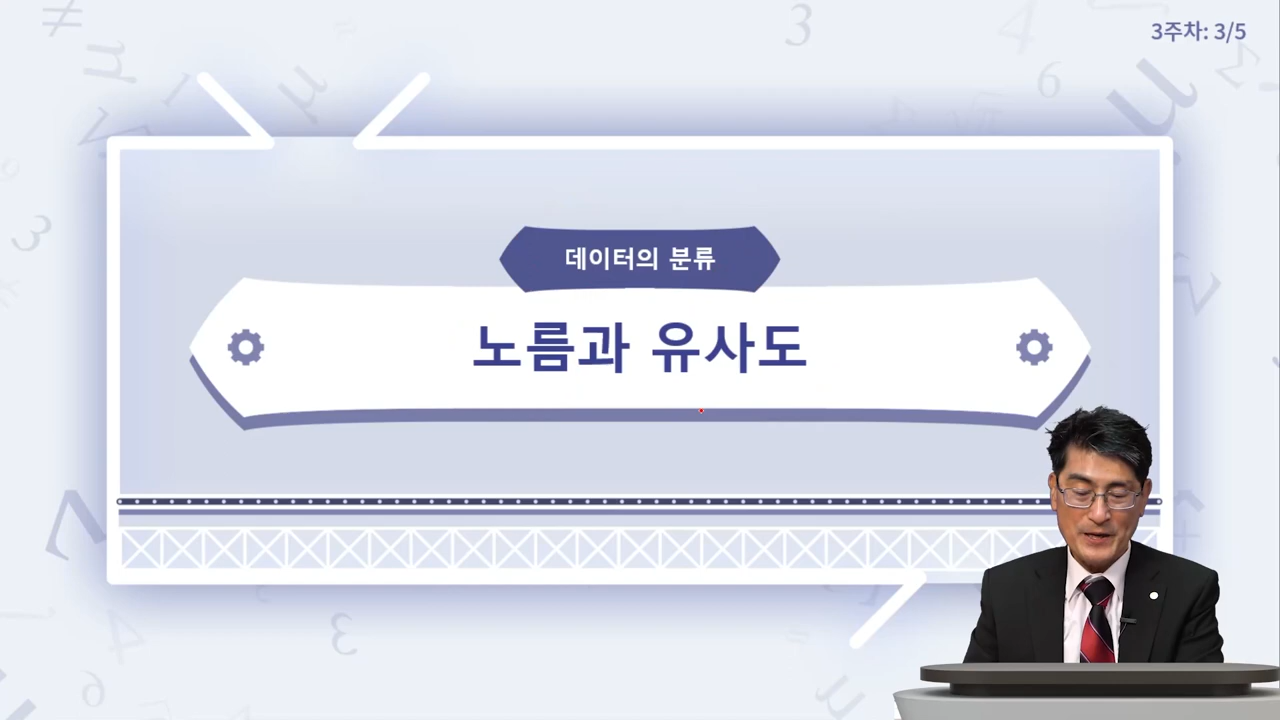 3주차: 3/5
데이터의 분류
노름과 유사도